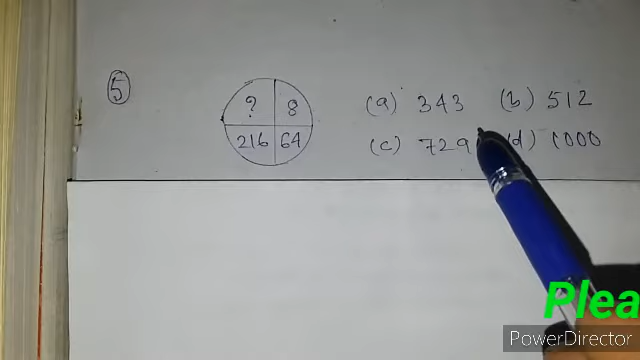 5
? 8
216 64
(a) 343 (b) 512
(c) 729 (d) 1000
Plea
PowerDirector